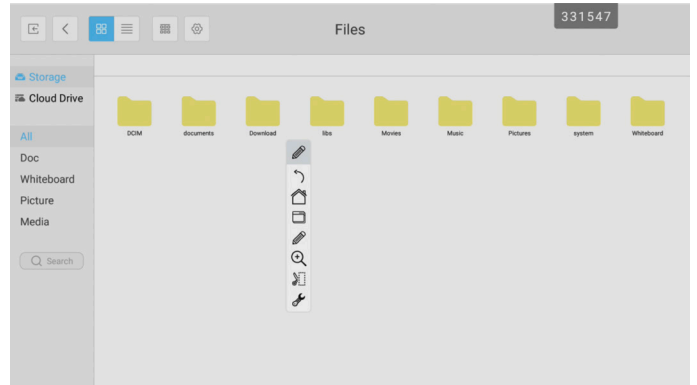 Files
331547
Storage
Cloud Drive
All
Doc
Whiteboard
Picture
Media
Search
DCIM documents Download libs Movies Music Pictures system Whiteboard